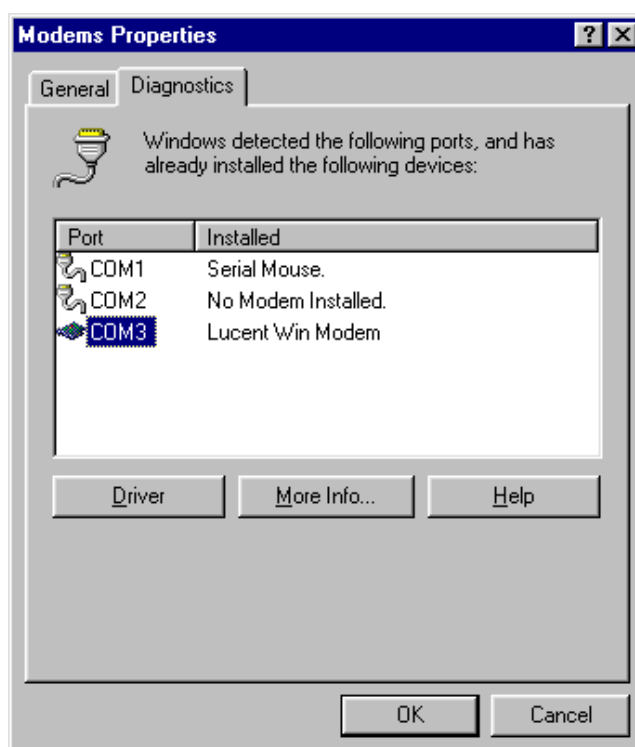 Modems Properties
General Diagnostics
Windows detected the following ports, and has
already installed the following devices:
Port Installed
COM1 Serial Mouse.
COM2 No Modem Installed.
COM3 Lucent Win Modem
Driver More Info... Help
OK Cancel